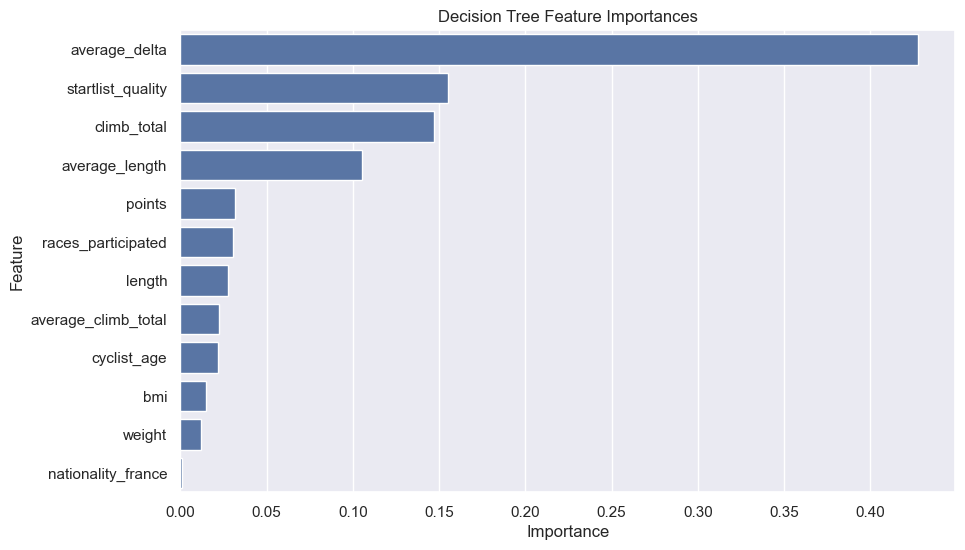 Decision Tree Feature Importances
average_delta
startlist_quality
climb_total
average_length
points
races_participated
length
average_climb_total
cyclist_age
bmi
weight
nationality_france
Feature
0.00 0.05 0.10 0.15 0.20 0.25 0.30 0.35 0.40
Importance